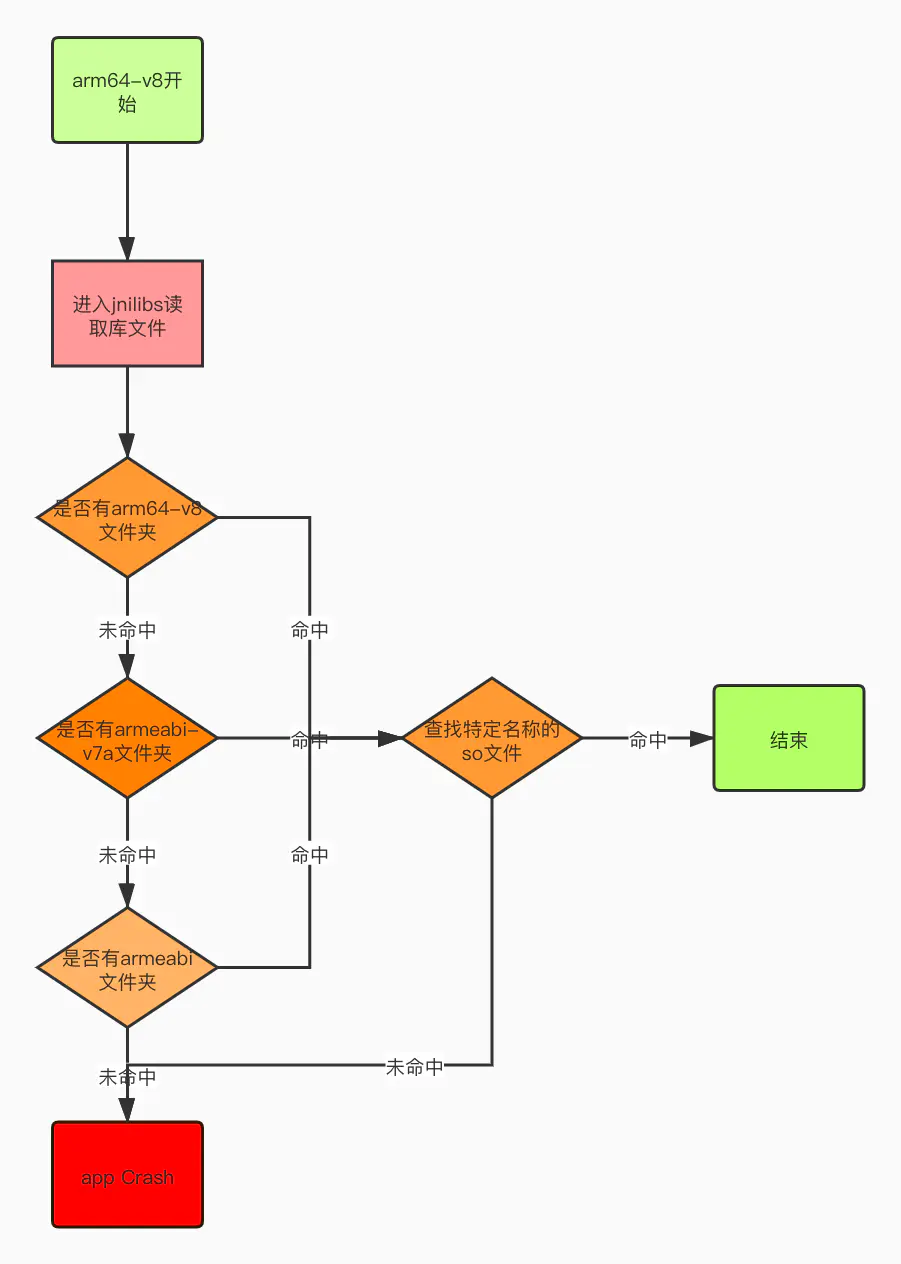 arm64-v8开
始
进入jnilibs读
取库文件
是否有arm64-v8
文件夹
未命中
命中
是否有armeabi-
v7a文件夹
命中
查找特定名称的
so文件
命中
结束
未命中
命中
是否有armeabi
文件夹
未命中
未命中
app Crash